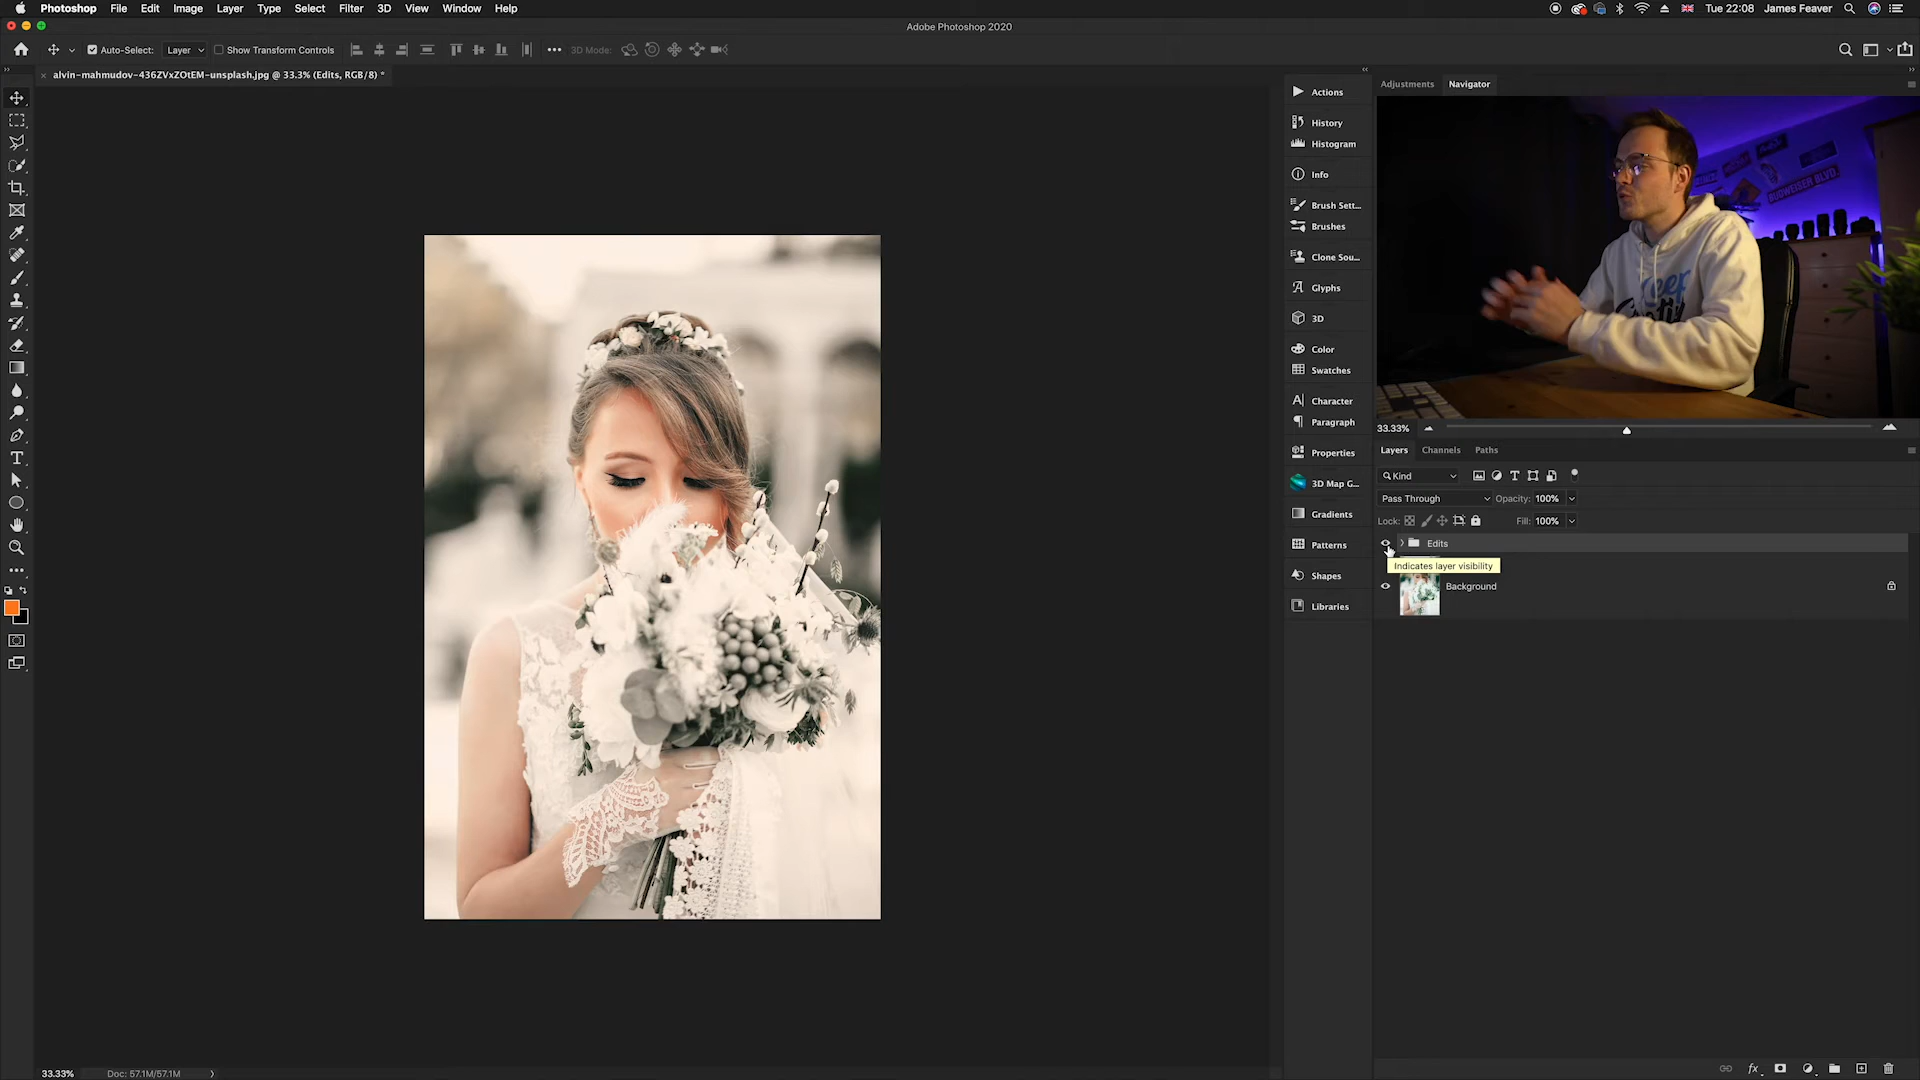 Photoshop File Edit Image Layer Type Select Filter 3D View Window Help
Tue 22:08 James Feaver
Adobe Photoshop 2020
Auto-Select: Layer Show Transform Controls 3D Mode:
alvin-mahmudov-436ZVxZOtEM-unsplash.jpg @ 33.3% (Edits, RGB/8) *
Actions
History
Histogram
Info
Brush Sett...
Brushes
Clone Sou...
Glyphs
3D
Color
Swatches
Character
Paragraph
Properties
3D Map G...
Gradients
Patterns
Shapes
Libraries
Adjustments Navigator
BUDWEISER BLVD.
33.33%
Layers Channels Paths
Kind
Pass Through Opacity: 100%
Lock: Fill: 100%
Edits
Indicates layer visibility
Background
33.33% Doc: 57.1M/57.1M